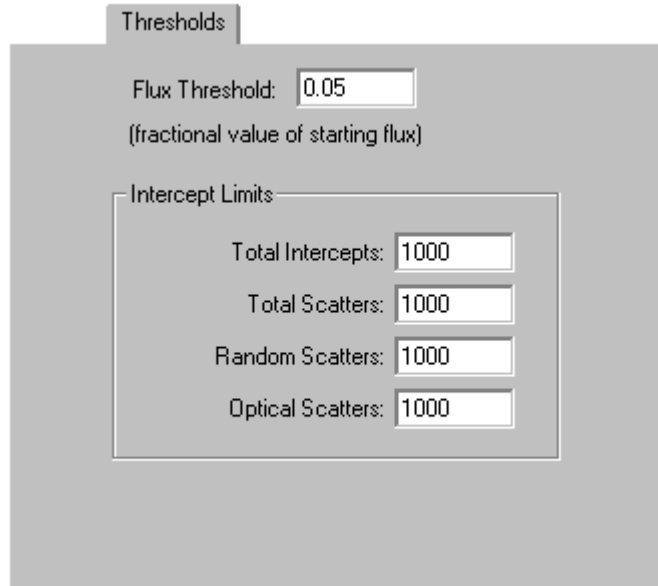 Thresholds
Flux Threshold: 0.05
(fractional value of starting flux)
Intercept Limits
Total Intercepts: 1000
Total Scatters: 1000
Random Scatters: 1000
Optical Scatters: 1000